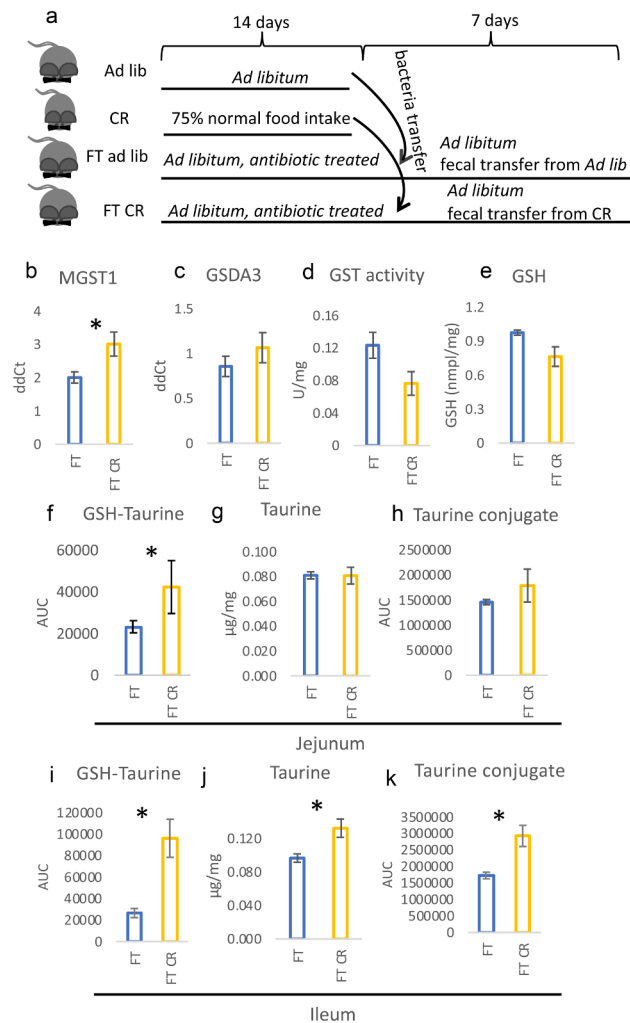 a
14 days
7 days
Ad lib
Ad libitum
CR
75% normal food intake
bacteria transfer
FT ad lib
Ad libitum, antibiotic treated
Ad libitum
fecal transfer from Ad lib
FT CR
Ad libitum, antibiotic treated
Ad libitum
fecal transfer from CR
b
MGST1
ddCt
4
3
2
1
0
*
FT
FT CR
c
GSDA3
ddCt
1.5
1
0.5
0
FT
FT CR
d
GST activity
U/mg
0.16
0.12
0.08
0.04
0
FT
FTCR
e
GSH
GSH (nmpl/mg)
1.2
0.9
0.6
0.3
0
FT
FT CR
f
GSH-Taurine
AUC
60000
40000
20000
0
*
FT
FT CR
g
Taurine
µg/mg
0.100
0.080
0.060
0.040
0.020
0.000
FT
FT CR
h
Taurine conjugate
AUC
2500000
2000000
1500000
1000000
500000
0
FT
FT CR
Jejunum
i
GSH-Taurine
AUC
120000
100000
80000
60000
40000
20000
0
*
FT
FT CR
j
Taurine
µg/mg
0.120
0.080
0.040
0.000
*
FT
FT CR
k
Taurine conjugate
AUC
3500000
3000000
2500000
2000000
1500000
1000000
500000
0
*
FT
FT CR
Ileum